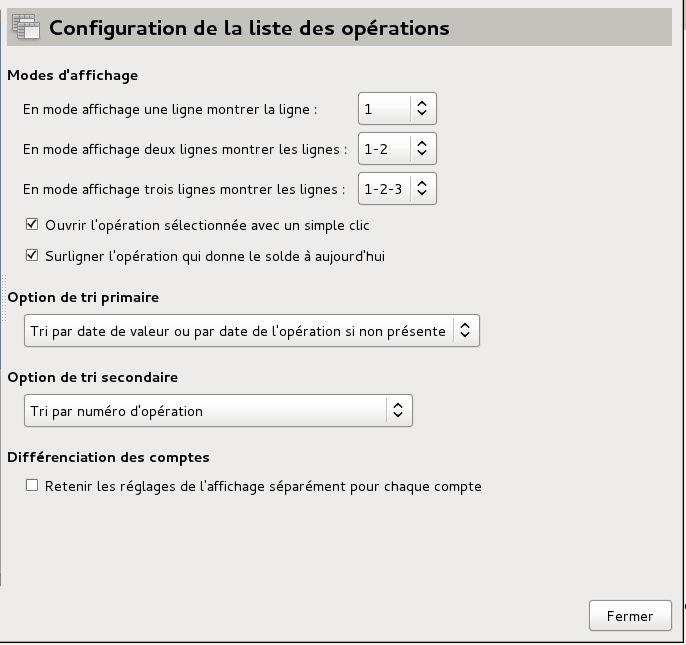 Configuration de la liste des opérations
Modes d'affichage
En mode affichage une ligne montrer la ligne : 1
En mode affichage deux lignes montrer les lignes : 1-2
En mode affichage trois lignes montrer les lignes : 1-2-3
Ouvrir l'opération sélectionnée avec un simple clic
Surligner l'opération qui donne le solde à aujourd'hui
Option de tri primaire
Tri par date de valeur ou par date de l'opération si non présente
Option de tri secondaire
Tri par numéro d'opération
Différenciation des comptes
Retenir les réglages de l'affichage séparément pour chaque compte
Fermer